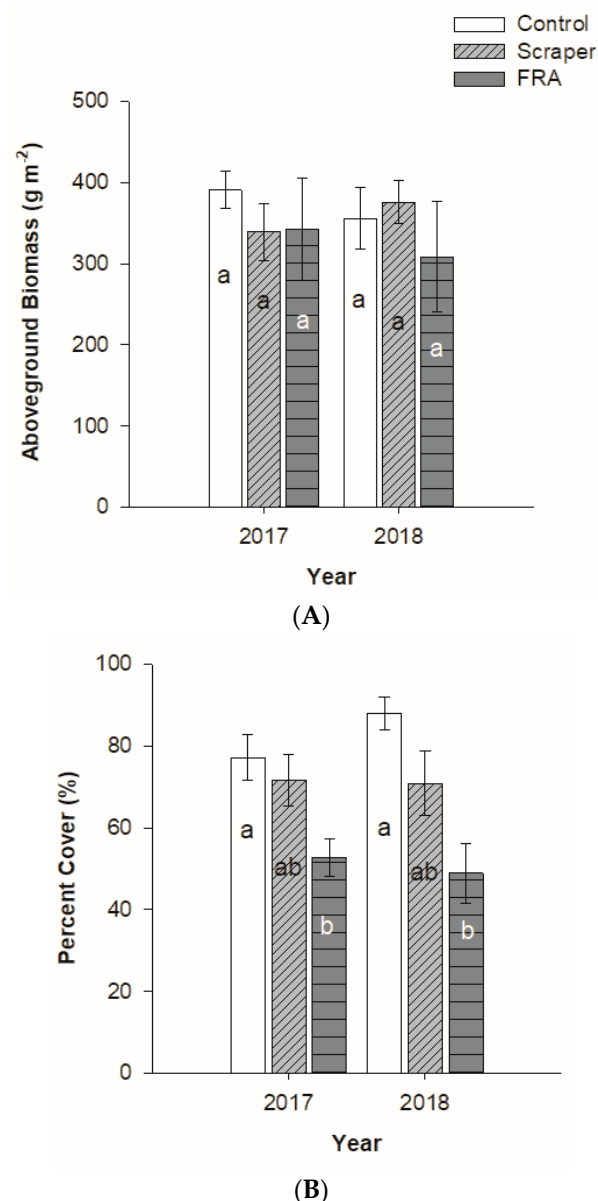 Control
Scraper
FRA
500
400
300
200
100
0
Aboveground Biomass (g m-2)
a
a
a
a
a
a
2017
2018
Year
(A)
100
80
60
40
20
0
Percent Cover (%)
a
ab
b
a
ab
b
2017
2018
Year
(B)